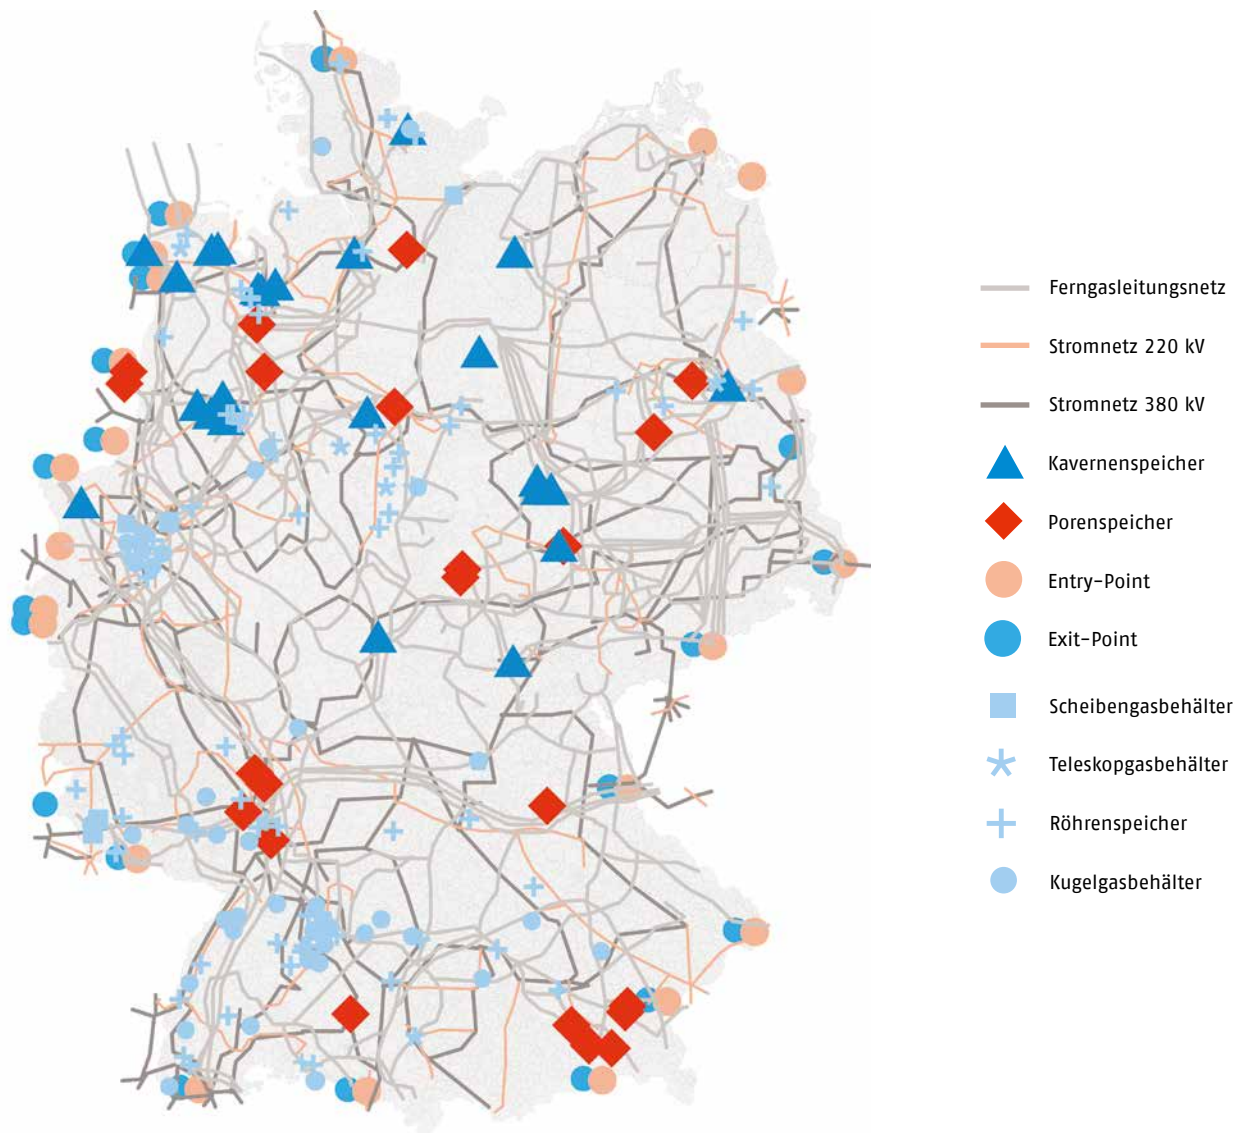 Ferngasleitungsnetz
Stromnetz 220 kV
Stromnetz 380 kV
Kavernenspeicher
Porenspeicher
Entry-Point
Exit-Point
Scheibengasbehälter
Teleskopgasbehälter
Röhrenspeicher
Kugelgasbehälter